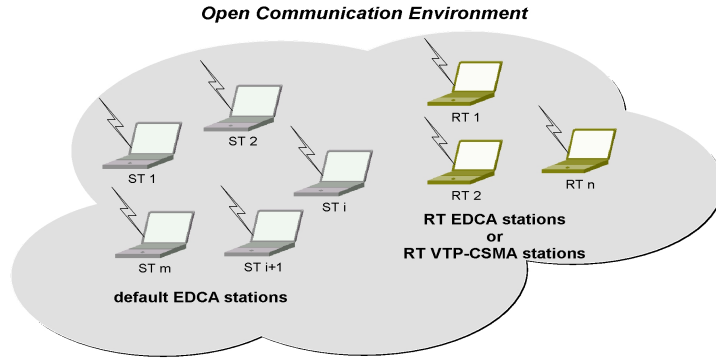 Open Communication Environment
ST 1
ST 2
ST i
ST m
ST i+1
default EDCA stations
RT 1
RT 2
RT n
RT EDCA stations
or
RT VTP-CSMA stations